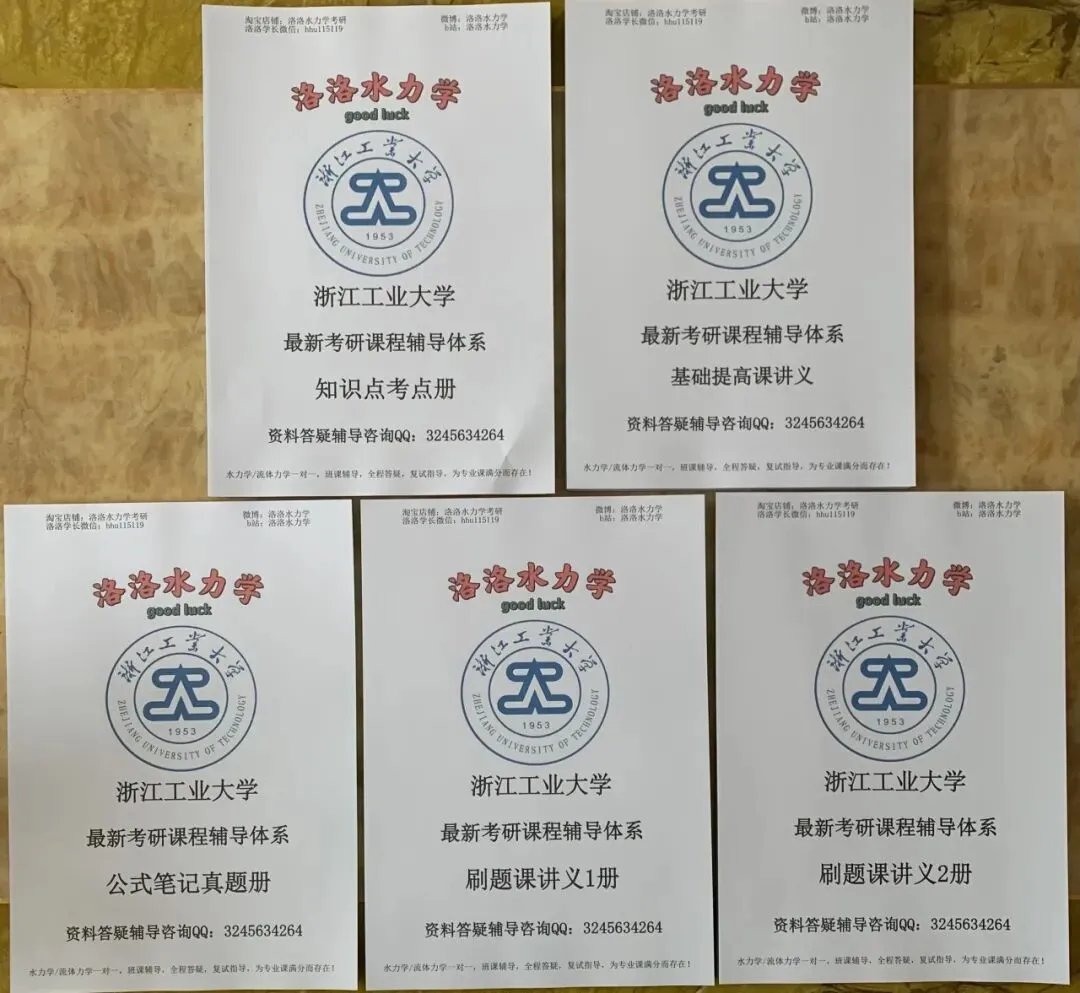 淘宝店铺:洛洛水力学考研
洛洛学长微信:hhu115119
微博:洛洛水力学
b站:洛洛水力学
洛洛水力学
good luck
浙江工业大学
1953
ZHEJIANG UNIVERSITY OF TECHNOLOGY
浙江工业大学
最新考研课程辅导体系
知识点考点册
资料答疑辅导咨询QQ:3245634264
水力学/流体力学一对一,班课辅导,全程答疑,复试指导,为专业课满分而存在!
淘宝店铺:洛洛水力学考研
洛洛学长微信:hhu115119
微博:洛洛水力学
b站:洛洛水力学
洛洛水力学
good luck
浙江工业大学
1953
ZHEJIANG UNIVERSITY OF TECHNOLOGY
浙江工业大学
最新考研课程辅导体系
基础提高课讲义
资料答疑辅导咨询QQ:3245634264
水力学/流体力学一对一,班课辅导,全程答疑,复试指导,为专业课满分而存在!
淘宝店铺:洛洛水力学考研
洛洛学长微信:hhu115119
微博:洛洛水力学
b站:洛洛水力学
洛洛水力学
good luck
浙江工业大学
1953
ZHEJIANG UNIVERSITY OF TECHNOLOGY
浙江工业大学
最新考研课程辅导体系
公式笔记真题册
资料答疑辅导咨询QQ:3245634264
水力学/流体力学一对一,班课辅导,全程答疑,复试指导,为专业课满分而存在!
淘宝店铺:洛洛水力学考研
洛洛学长微信:hhu115119
微博:洛洛水力学
b站:洛洛水力学
洛洛水力学
good luck
浙江工业大学
1953
ZHEJIANG UNIVERSITY OF TECHNOLOGY
浙江工业大学
最新考研课程辅导体系
刷题课讲义1册
资料答疑辅导咨询QQ:3245634264
水力学/流体力学一对一,班课辅导,全程答疑,复试指导,为专业课满分而存在!
淘宝店铺:洛洛水力学考研
洛洛学长微信:hhu115119
微博:洛洛水力学
b站:洛洛水力学
洛洛水力学
good luck
浙江工业大学
1953
ZHEJIANG UNIVERSITY OF TECHNOLOGY
浙江工业大学
最新考研课程辅导体系
刷题课讲义2册
资料答疑辅导咨询QQ:3245634264
水力学/流体力学一对一,班课辅导,全程答疑,复试指导,为专业课满分而存在!